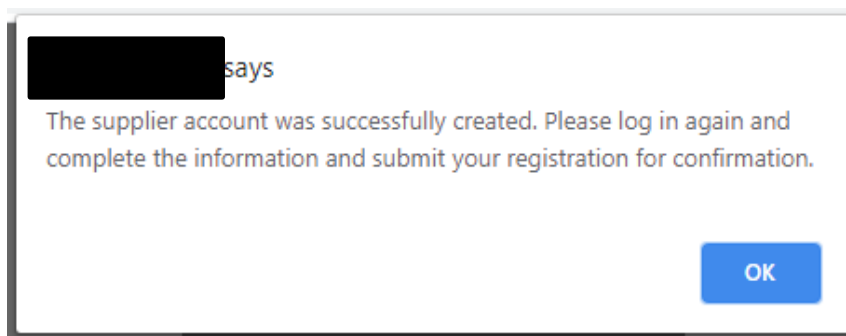 says
The supplier account was successfully created. Please log in again and
complete the information and submit your registration for confirmation.
OK